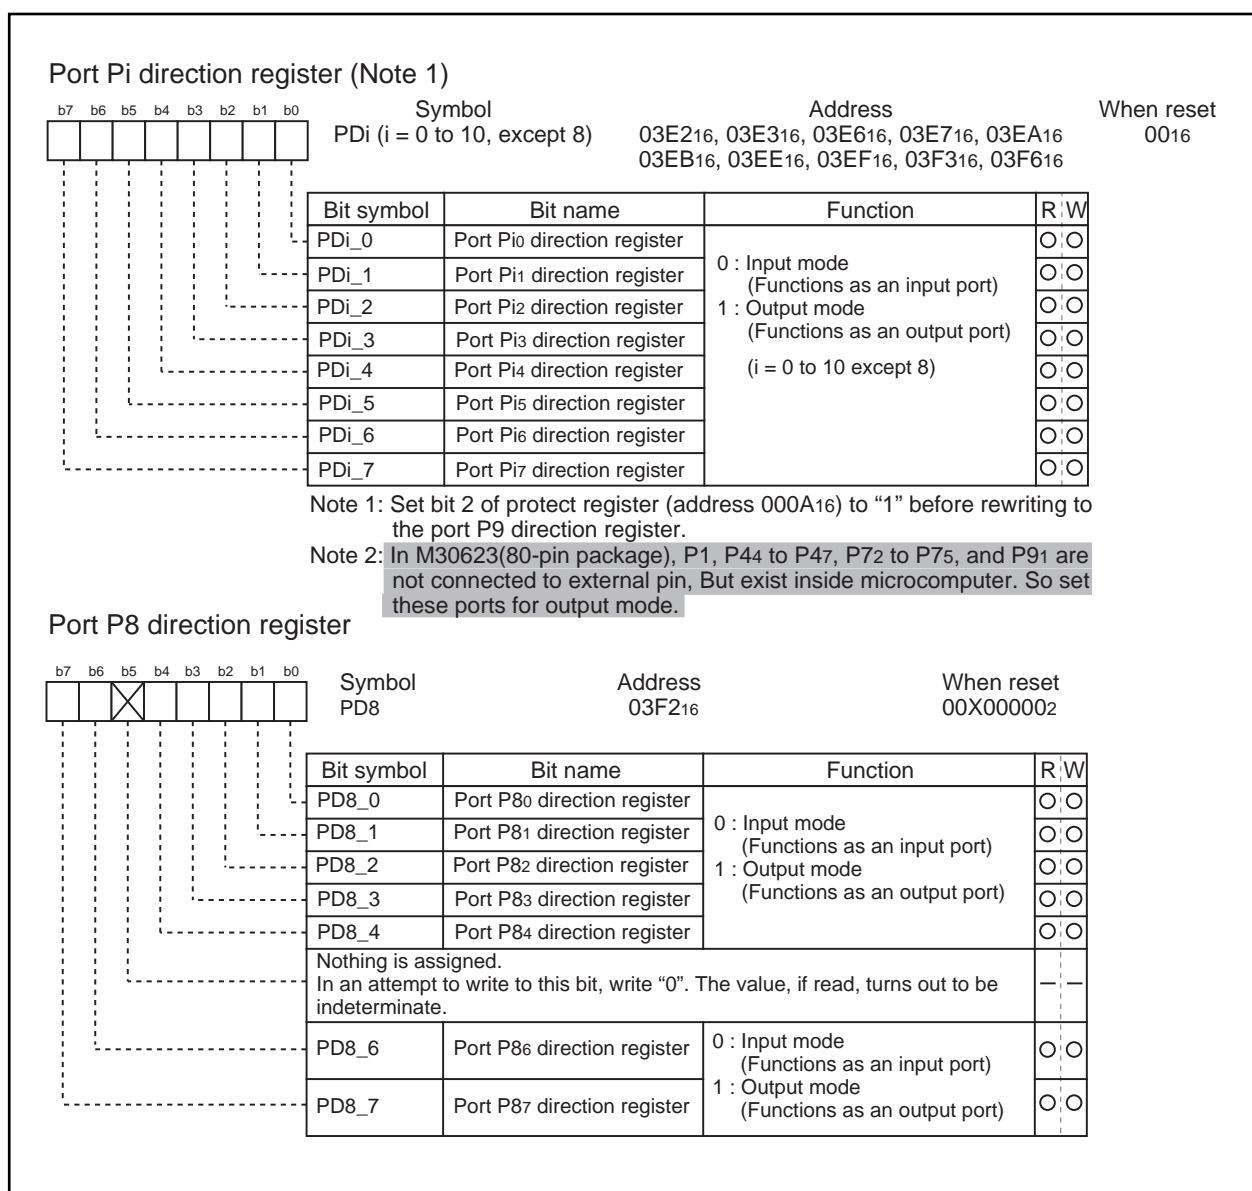 Port Pi direction register (Note 1)
b7 b6 b5 b4 b3 b2 b1 b0
Symbol Address When reset
PDi (i = 0 to 10, except 8) 03E216, 03E316, 03E616, 03E716, 03EA16 0016
03EB16, 03EE16, 03EF16, 03F316, 03F616
Bit symbol Bit name Function R W
PDi_0 Port Pi0 direction register
0 : Input mode
PDi_1 Port Pi1 direction register
(Functions as an input port)
PDi_2 Port Pi2 direction register
1 : Output mode
(Functions as an output port)
PDi_3 Port Pi3 direction register
PDi_4 Port Pi4 direction register
(i = 0 to 10 except 8)
PDi_5 Port Pi5 direction register
PDi_6 Port Pi6 direction register
PDi_7 Port Pi7 direction register
Note 1: Set bit 2 of protect register (address 000A16) to “1” before rewriting to
the port P9 direction register.
Note 2: In M30623(80-pin package), P1, P44 to P47, P72 to P75, and P91 are
not connected to external pin, But exist inside microcomputer. So set
these ports for output mode.
Port P8 direction register
b7 b6 b5 b4 b3 b2 b1 b0
Symbol Address When reset
PD8 03F216 00X000002
Bit symbol Bit name Function R W
PD8_0 Port P80 direction register
0 : Input mode
PD8_1 Port P81 direction register
(Functions as an input port)
PD8_2 Port P82 direction register
1 : Output mode
(Functions as an output port)
PD8_3 Port P83 direction register
PD8_4 Port P84 direction register
Nothing is assigned.
In an attempt to write to this bit, write “0”. The value, if read, turns out to be
indeterminate.
PD8_6 Port P86 direction register
0 : Input mode
(Functions as an input port)
1 : Output mode
(Functions as an output port)
PD8_7 Port P87 direction register